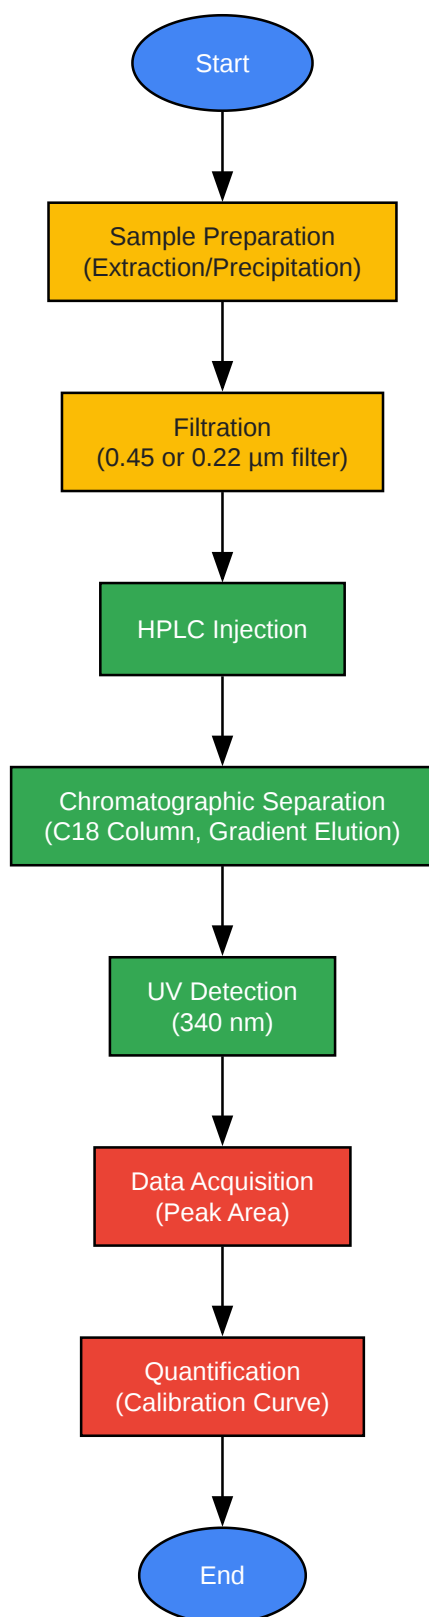 Start
Sample Preparation
(Extraction/Precipitation)
Filtration
(0.45 or 0.22 µm filter)
HPLC Injection
Chromatographic Separation
(C18 Column, Gradient Elution)
UV Detection
(340 nm)
Data Acquisition
(Peak Area)
Quantification
(Calibration Curve)
End